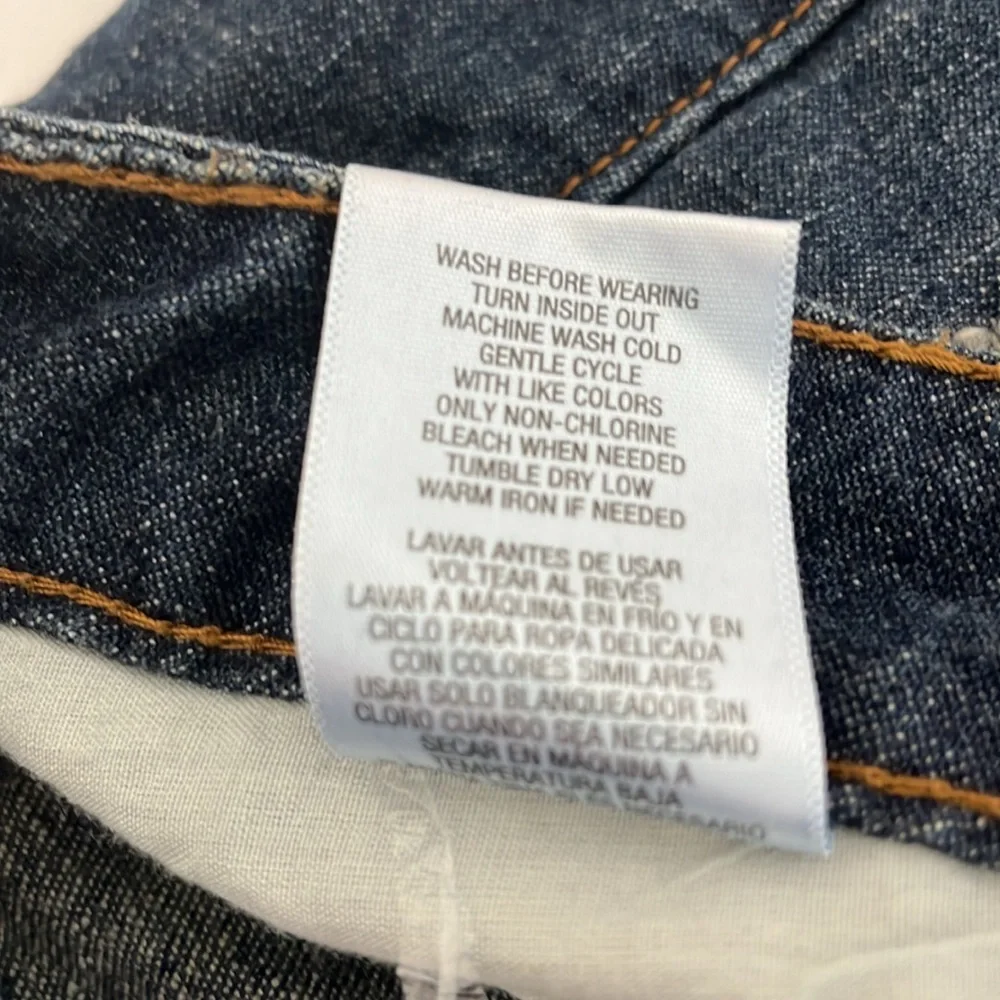 WASH BEFORE WEARING
TURN INSIDE OUT
MACHINE WASH COLD
GENTLE CYCLE
WITH LIKE COLORS
ONLY NON-CHLORINE
BLEACH WHEN NEEDED
TUMBLE DRY LOW
WARM IRON IF NEEDED
LAVAR ANTES DE USAR
VOLTEAR AL REVÉS
LAVAR A MÁQUINA EN FRÍO Y EN
CICLO PARA ROPA DELICADA
CON COLORES SIMILARES
USAR SOLO BLANQUEADOR SIN
CLORO CUANDO SEA NECESARIO
SECAR EN MÁQUINA A
TEMPERATURA BAJA